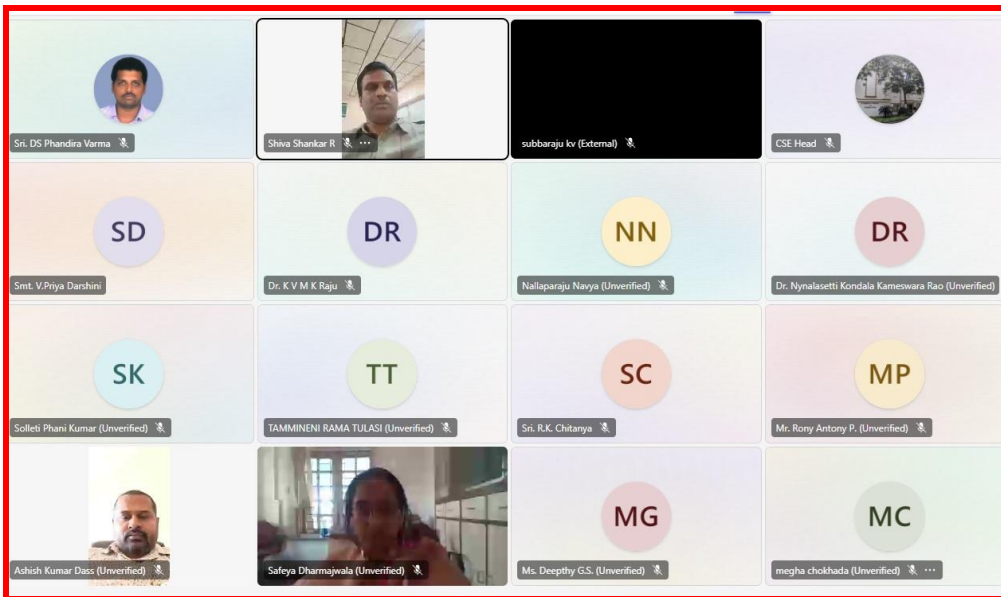 Sri. DS Phandira Varma
Shiva Shankar R
subbaraju kv (External)
CSE Head
SD
Smt. V.Priya Darshini
DR
Dr. K V M K Raju
NN
Nallaparaju Navya (Unverified)
DR
Dr. Nynalasetti Kondala Kameswara Rao (Unverified)
SK
Solleti Phani Kumar (Unverified)
TT
TAMMINENI RAMA TULASI (Unverified)
SC
Sri. R.K. Chitanya
MP
Mr. Rony Antony P. (Unverified)
Ashish Kumar Dass (Unverified)
Safeya Dharmajwala (Unverified)
MG
Ms. Deepthy G.S. (Unverified)
MC
megha chokhada (Unverified)